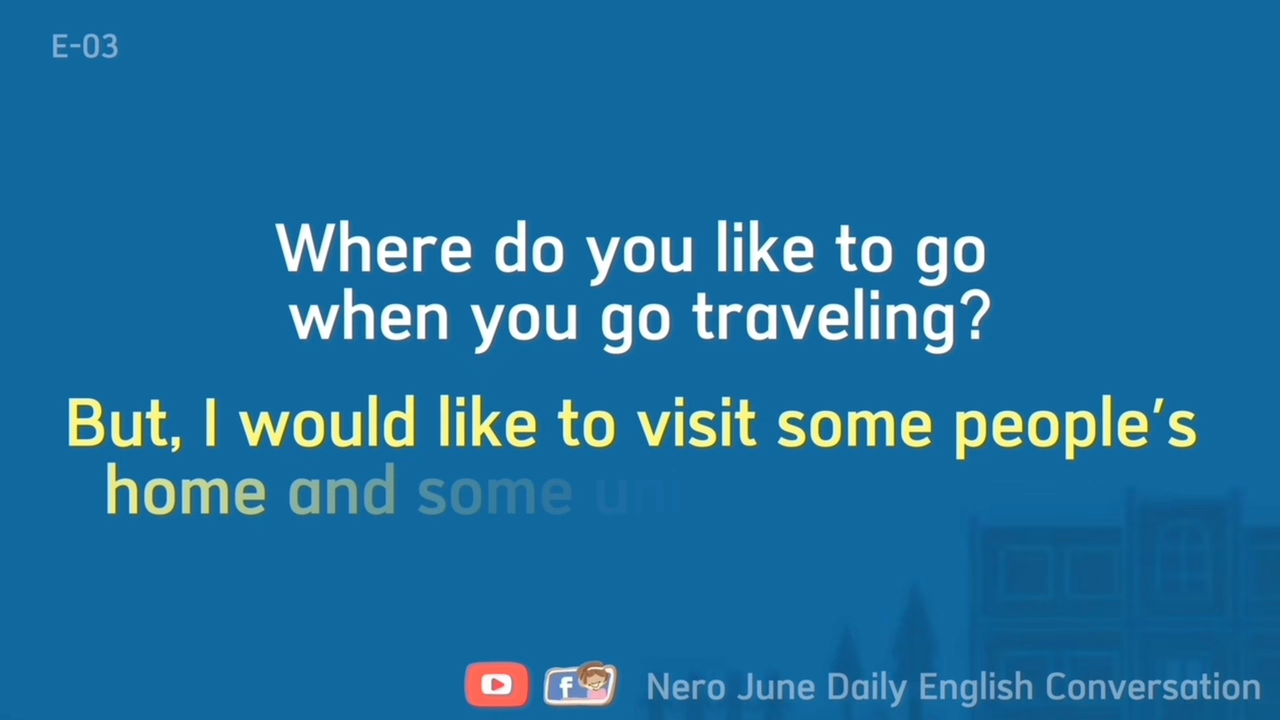 E-03
Where do you like to go
when you go traveling?
But, I would like to visit some people's
home and some
Nero June Daily English Conversation